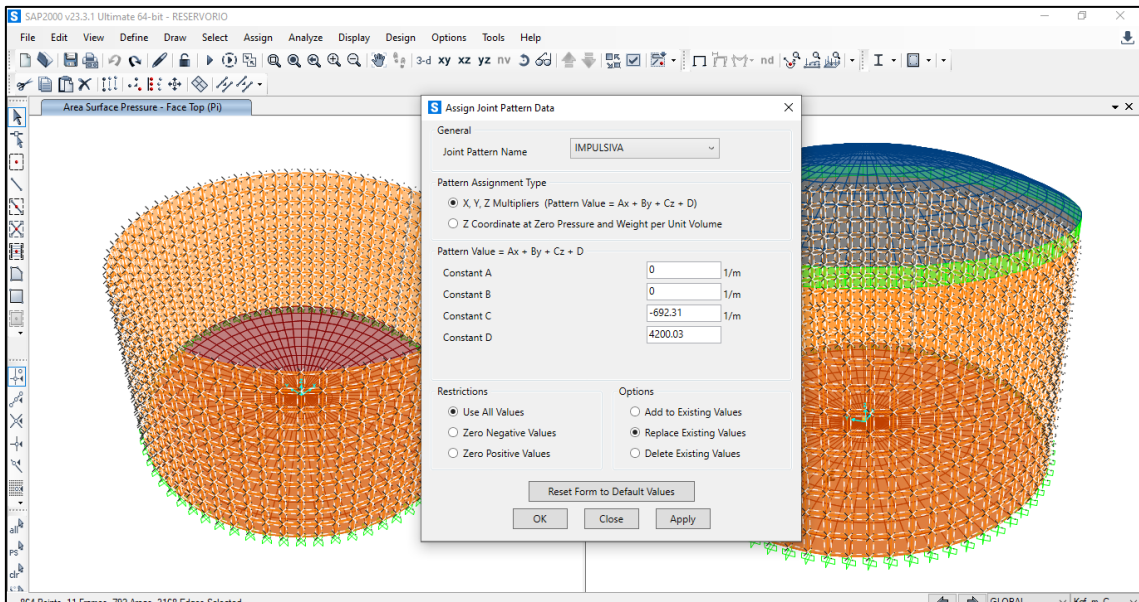 SAP2000 v23.3.1 Ultimate 64-bit - RESERVORIO
File Edit View Define Draw Select Assign Analyze Display Design Options Tools Help
3-d xy xz yz nv nd
Area Surface Pressure - Face Top (Pi)
Assign Joint Pattern Data
General
Joint Pattern Name IMPULSIVA
Pattern Assignment Type
X, Y, Z Multipliers (Pattern Value = Ax + By + Cz + D)
Z Coordinate at Zero Pressure and Weight per Unit Volume
Pattern Value = Ax + By + Cz + D
Constant A 0 1/m
Constant B 0 1/m
Constant C -692.31 1/m
Constant D 4200.03
Restrictions
Use All Values
Zero Negative Values
Zero Positive Values
Options
Add to Existing Values
Replace Existing Values
Delete Existing Values
Reset Form to Default Values
OK Close Apply
all
PS
clr
GLOBAL